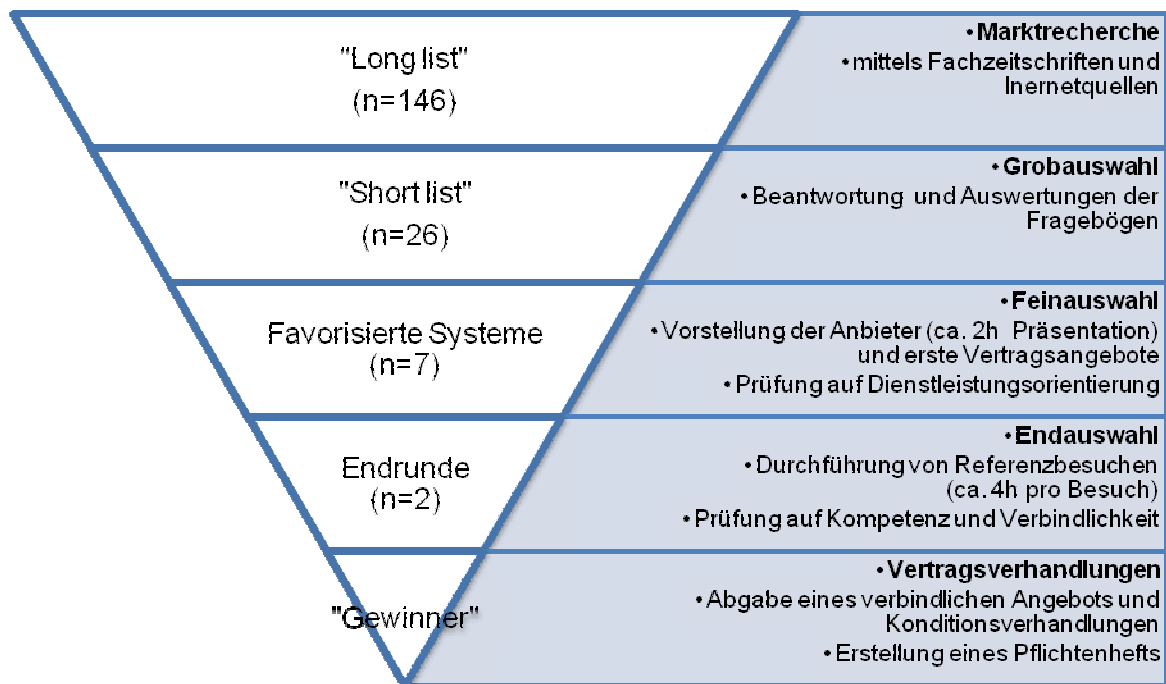 "Long list"
(n=146)
• Marktrecherche
• mittels Fachzeitschriften und
Inernetquellen
"Short list"
(n=26)
• Grobauswahl
• Beantwortung und Auswertungen der
Fragebögen
Favorisierte Systeme
(n=7)
• Feinauswahl
• Vorstellung der Anbieter (ca. 2h Präsentation)
und erste Vertragsangebote
• Prüfung auf Dienstleistungsorientierung
Endrunde
(n=2)
• Endauswahl
• Durchführung von Referenzbesuchen
(ca. 4h pro Besuch)
• Prüfung auf Kompetenz und Verbindlichkeit
"Gewinner"
• Vertragsverhandlungen
• Abgabe eines verbindlichen Angebots und
Konditionsverhandlungen
• Erstellung eines Pflichtenhefts